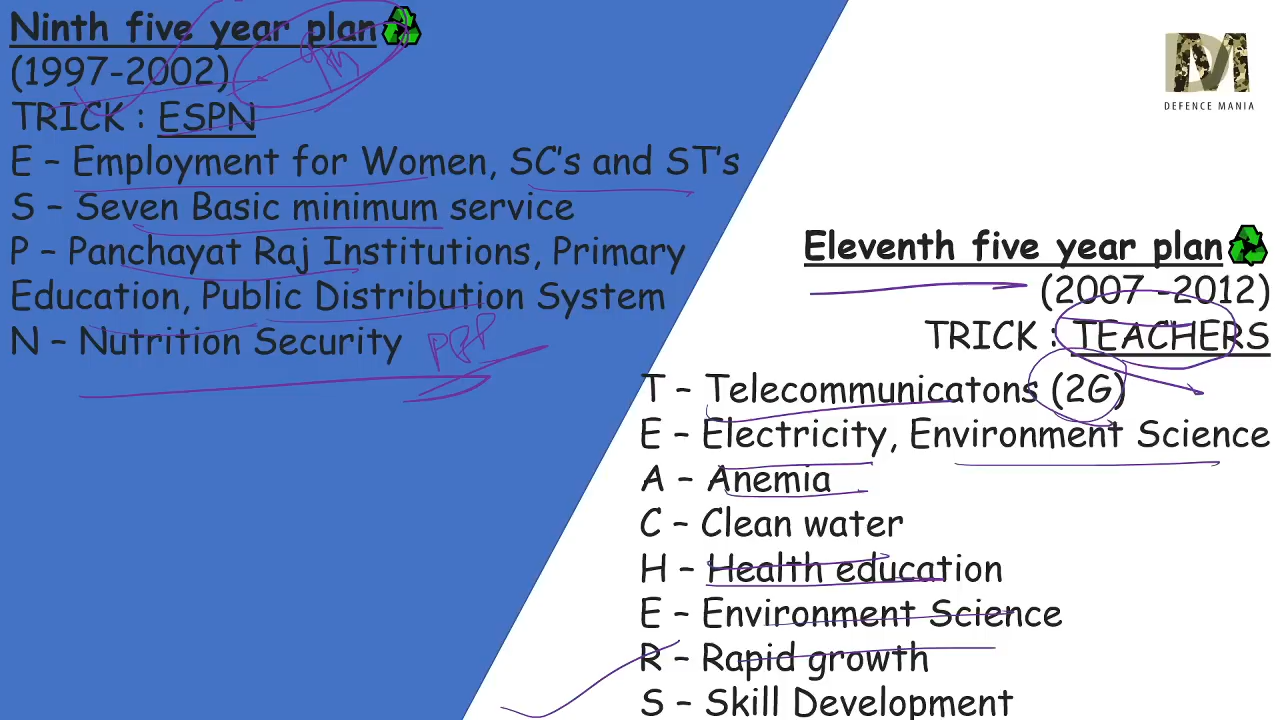 Ninth five year plan
(1997-2002)
TRICK : ESPN
E – Employment for Women, SC's and ST's
S – Seven Basic minimum service
P – Panchayat Raj Institutions, Primary
Education, Public Distribution System
N – Nutrition Security
PPP
DEFENCE MANIA
Eleventh five year plan
(2007 -2012)
TRICK : TEACHERS
T – Telecommunicatons (2G)
E – Electricity, Environment Science
A – Anemia
C – Clean water
H – Health education
E – Environment Science
R – Rapid growth
S – Skill Development